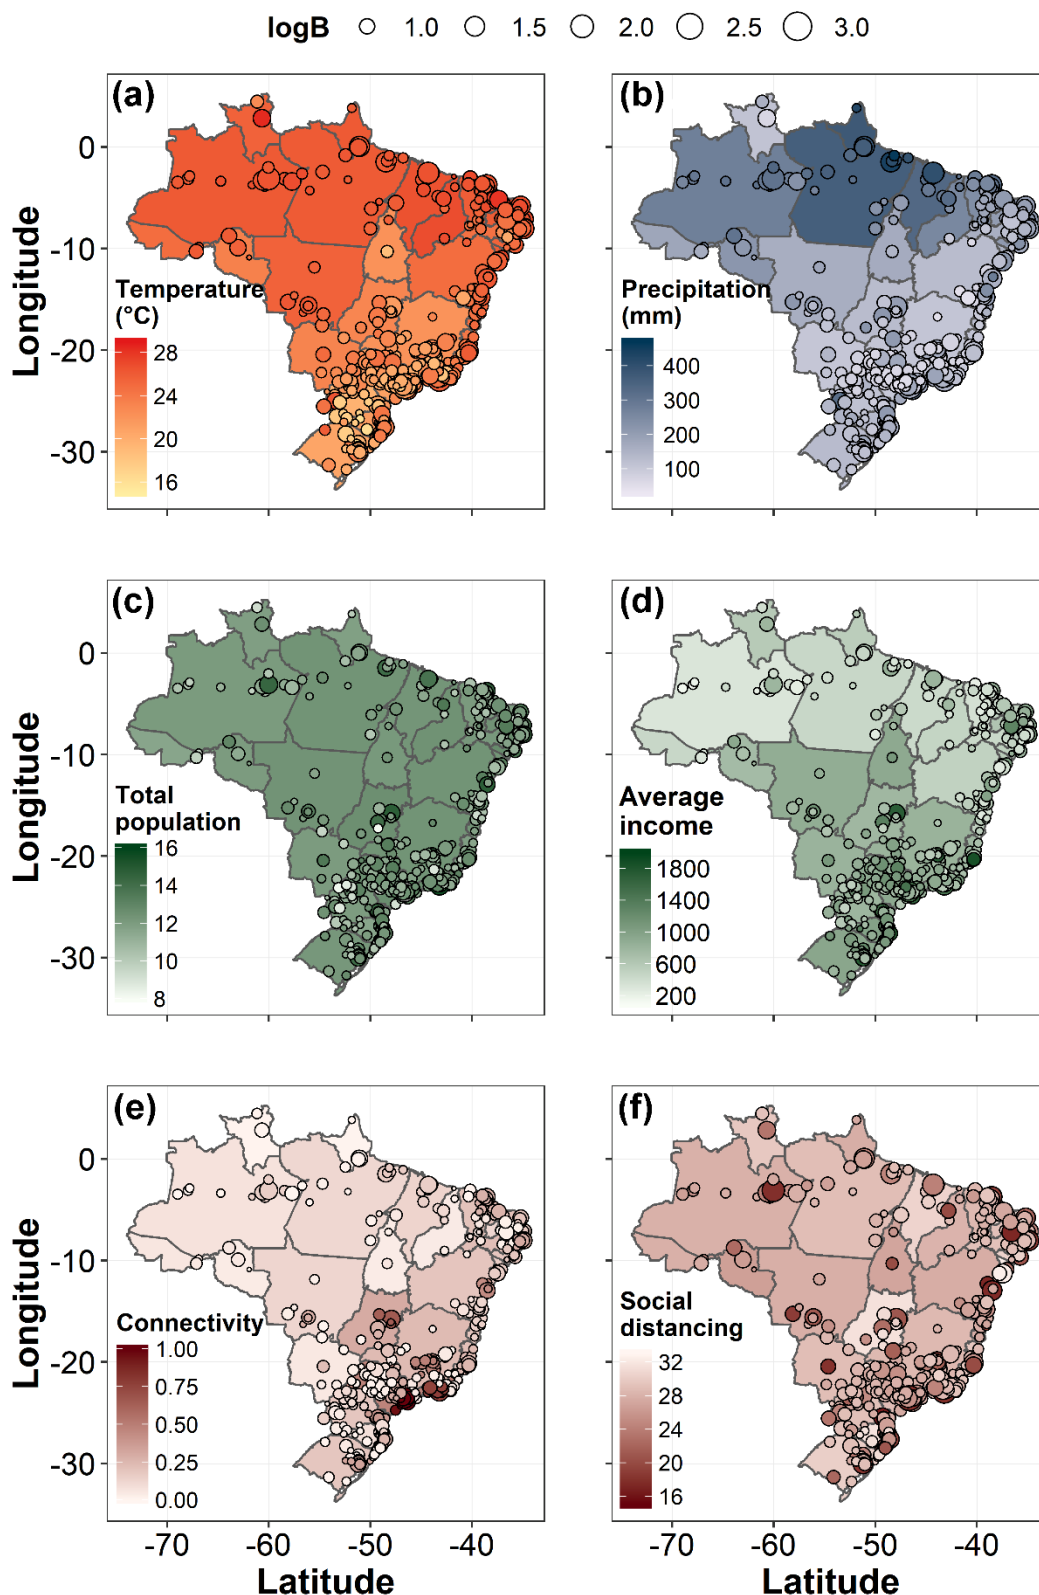 logB 1.0 1.5 2.0 2.5 3.0
(a)
0
-10
-20
-30
Longitude
Temperature
(°C)
28
24
20
16
(b)
Precipitation
(mm)
400
300
200
100
(c)
0
-10
-20
-30
Longitude
Total
population
16
14
12
10
8
(d)
Average
income
1800
1400
1000
600
200
(e)
0
-10
-20
-30
Longitude
Connectivity
1.00
0.75
0.50
0.25
0.00
-70 -60 -50 -40
Latitude
(f)
Social
distancing
32
28
24
20
16
-70 -60 -50 -40
Latitude